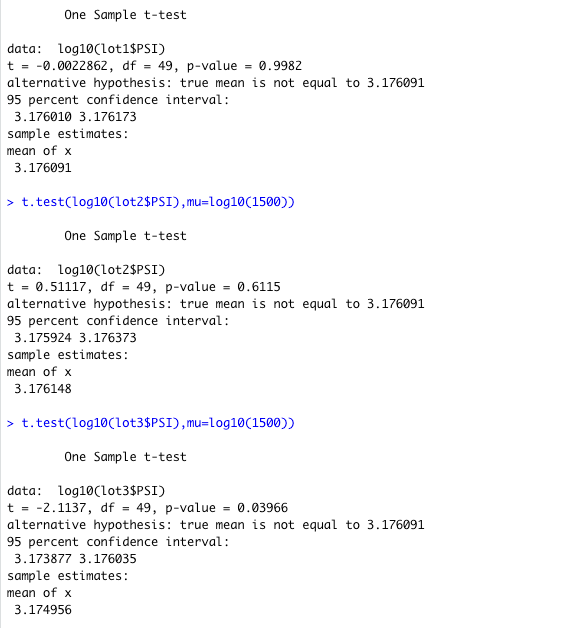 One Sample t-test
data:  log10(lot1$PSI)
t = -0.0022862, df = 49, p-value = 0.9982
alternative hypothesis: true mean is not equal to 3.176091
95 percent confidence interval:
 3.176010 3.176173
sample estimates:
mean of x
 3.176091
> t.test(log10(lot2$PSI),mu=log10(1500))
One Sample t-test
data:  log10(lot2$PSI)
t = 0.51117, df = 49, p-value = 0.6115
alternative hypothesis: true mean is not equal to 3.176091
95 percent confidence interval:
 3.175924 3.176373
sample estimates:
mean of x
 3.176148
> t.test(log10(lot3$PSI),mu=log10(1500))
One Sample t-test
data:  log10(lot3$PSI)
t = -2.1137, df = 49, p-value = 0.03966
alternative hypothesis: true mean is not equal to 3.176091
95 percent confidence interval:
 3.173877 3.176035
sample estimates:
mean of x
 3.174956